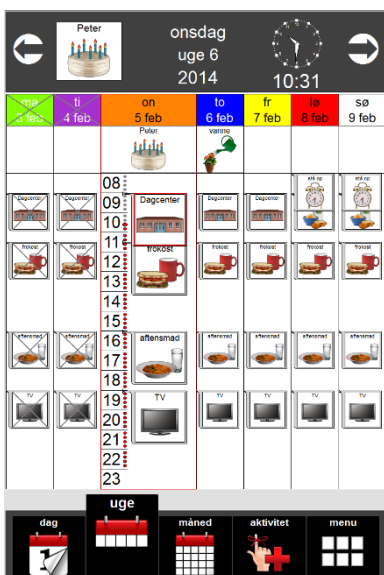 Peter
onsdag
uge 6
2014
10:31
ma ti on to fr lø sø
3 feb 4 feb 5 feb 6 feb 7 feb 8 feb 9 feb
Peter vanne
stå op stå op
08
09
Dagcenter Dagcenter Dagcenter Dagcenter Dagcenter
10
11
frokost frokost frokost frokost frokost frokost frokost
12
13
14
15
16
aftensmad aftensmad aftensmad aftensmad aftensmad aftensmad aftensmad
17
18
19
TV TV TV TV TV TV TV
20
21
22
23
uge
dag måned aktivitet menu
1